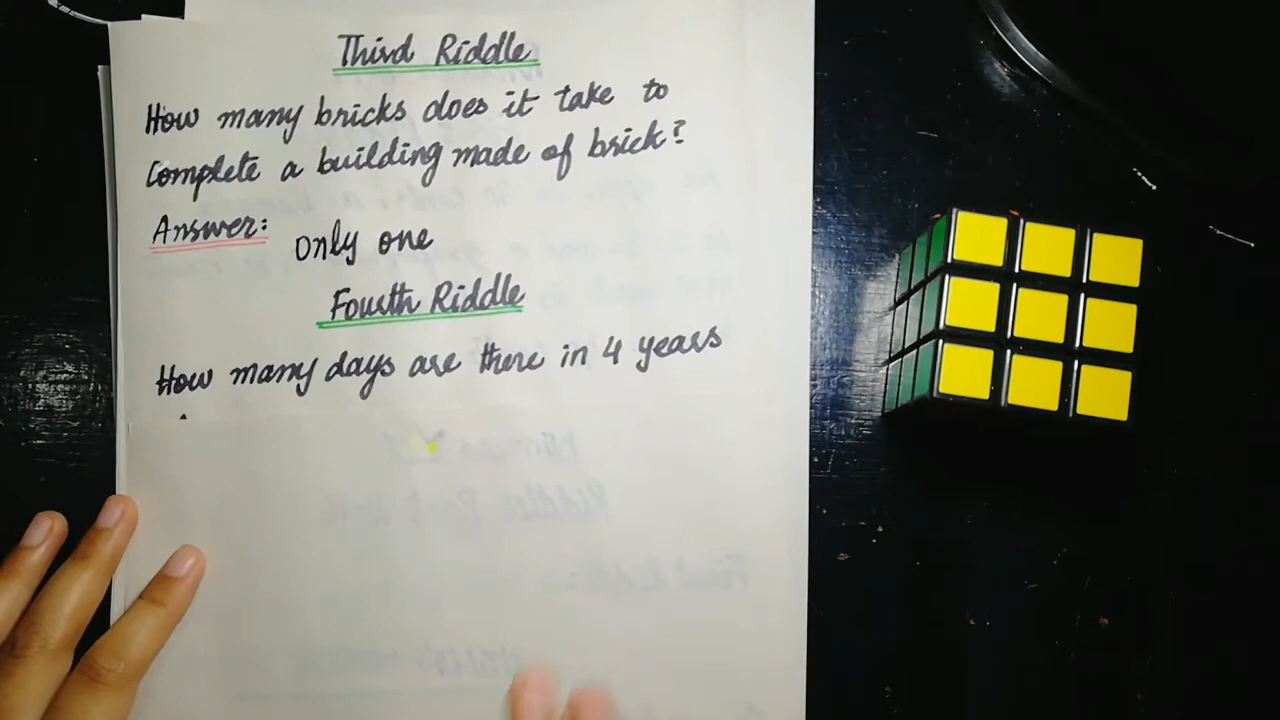 Third Riddle
How many bricks does it take to
Complete a building made of brick?
Answer: only one
Fourth Riddle
How many days are there in 4 years